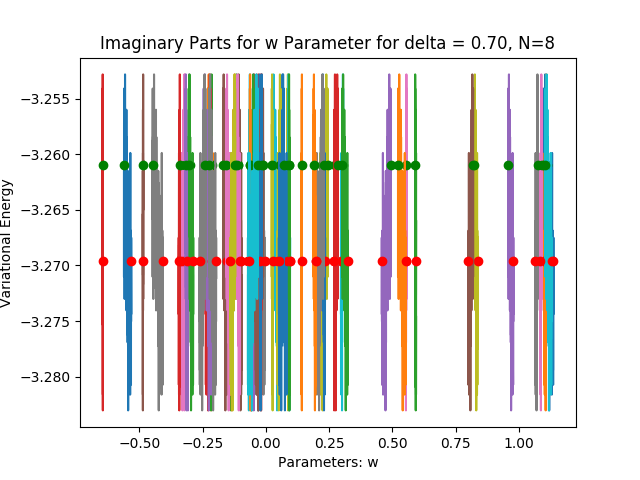 Imaginary Parts for w Parameter for delta = 0.70, N=8
Variational Energy
−3.255
−3.260
−3.265
−3.270
−3.275
−3.280
−0.50 −0.25 0.00 0.25 0.50 0.75 1.00
Parameters: w